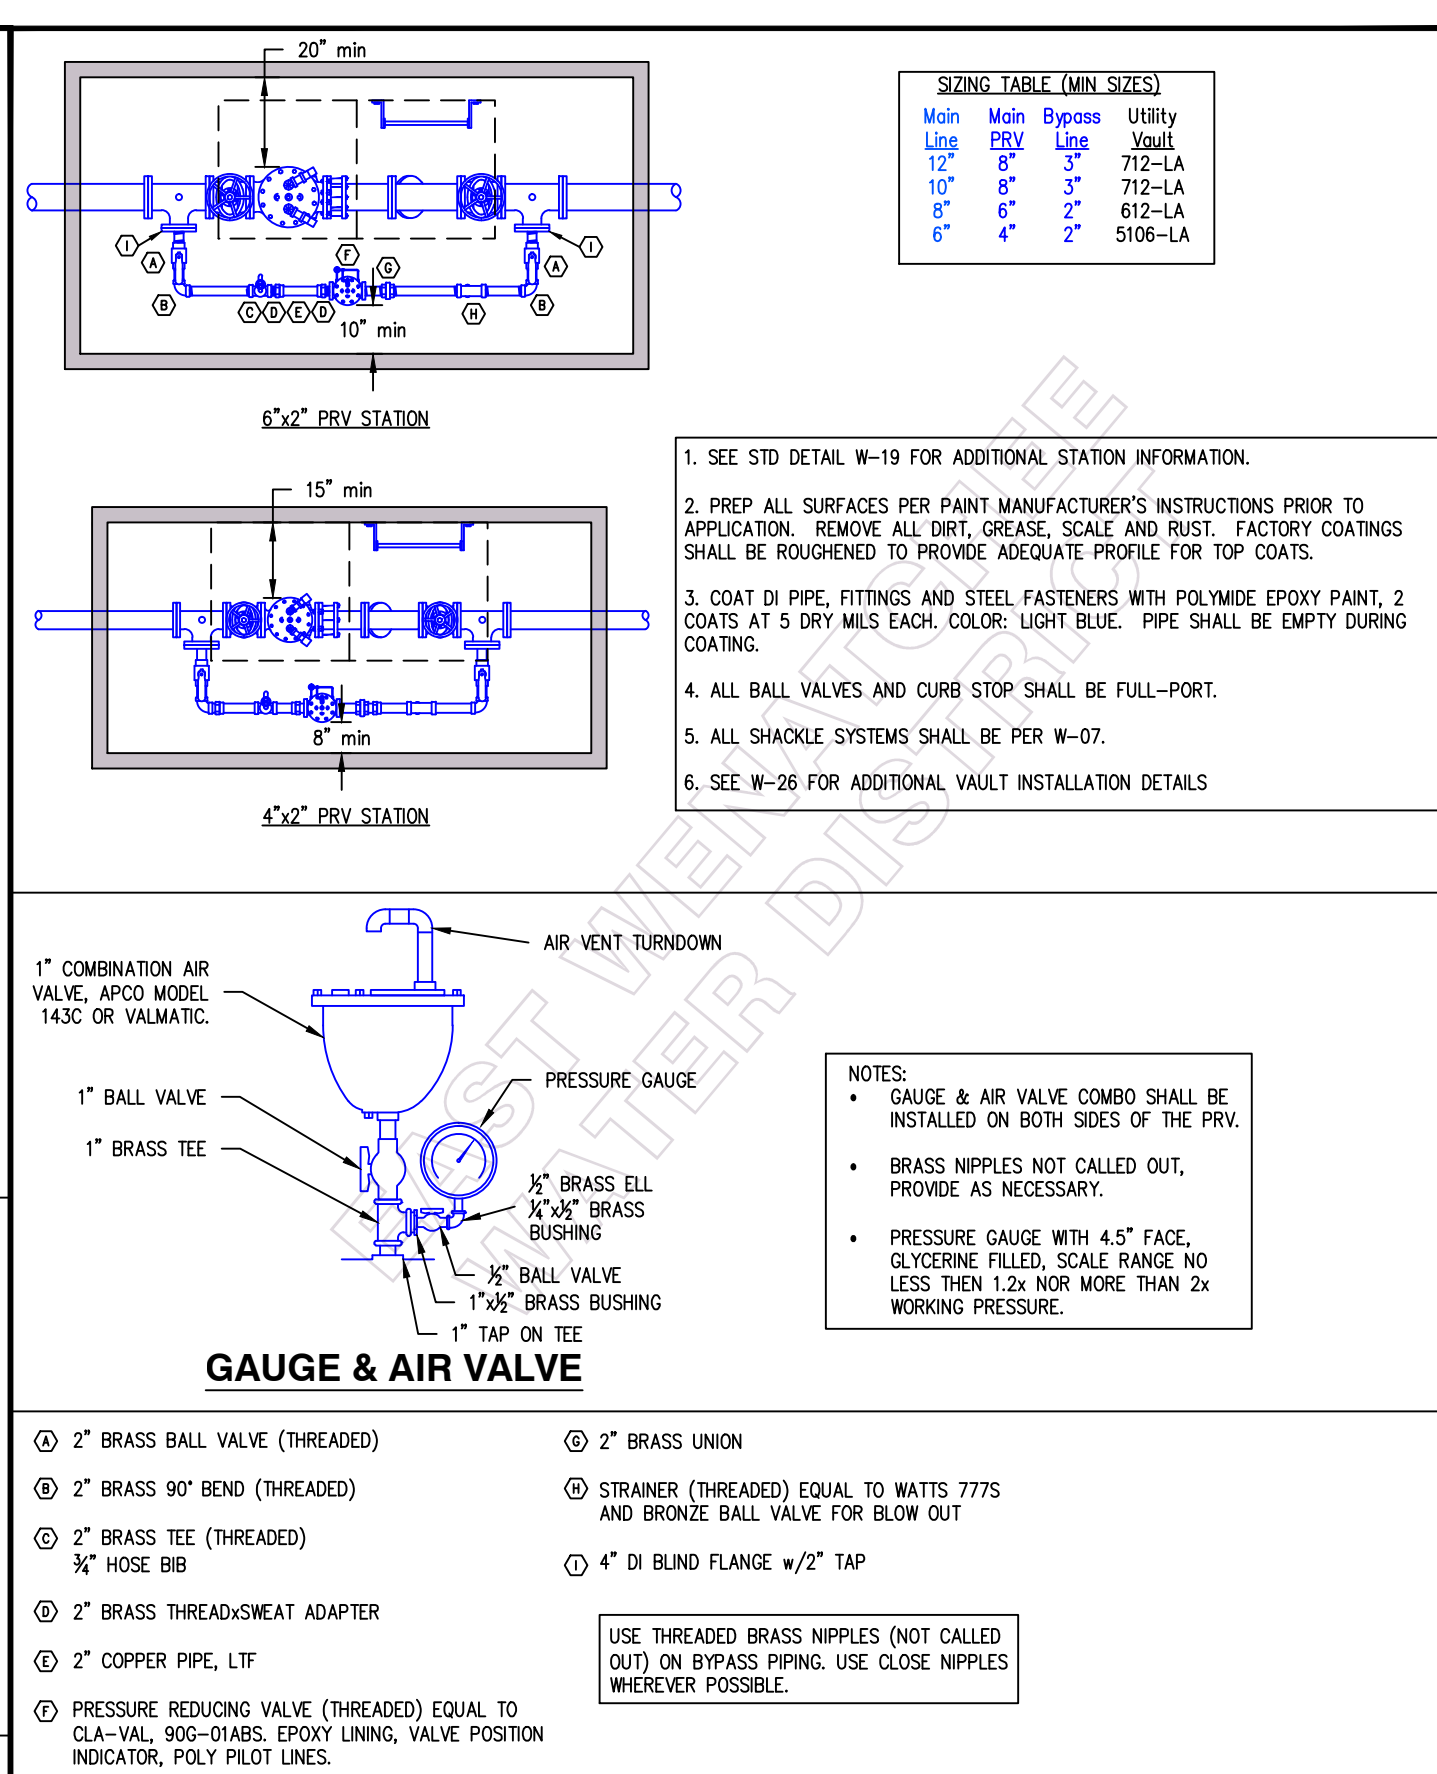 20" min
I
A
B
C
D
E
D
F
G
H
I
A
B
10" min
6"x2" PRV STATION
SIZING TABLE (MIN SIZES)
Main Main Bypass Utility
Line PRV Line Vault
12" 8" 3" 712-LA
10" 8" 3" 712-LA
8" 6" 2" 612-LA
6" 4" 2" 5106-LA
15" min
8" min
4"x2" PRV STATION
1. SEE STD DETAIL W-19 FOR ADDITIONAL STATION INFORMATION.
2. PREP ALL SURFACES PER PAINT MANUFACTURER'S INSTRUCTIONS PRIOR TO
APPLICATION. REMOVE ALL DIRT, GREASE, SCALE AND RUST. FACTORY COATINGS
SHALL BE ROUGHENED TO PROVIDE ADEQUATE PROFILE FOR TOP COATS.
3. COAT DI PIPE, FITTINGS AND STEEL FASTENERS WITH POLYMIDE EPOXY PAINT, 2
COATS AT 5 DRY MILS EACH. COLOR: LIGHT BLUE. PIPE SHALL BE EMPTY DURING
COATING.
4. ALL BALL VALVES AND CURB STOP SHALL BE FULL-PORT.
5. ALL SHACKLE SYSTEMS SHALL BE PER W-07.
6. SEE W-26 FOR ADDITIONAL VAULT INSTALLATION DETAILS
EAST WENATCHEE
WATER DISTRICT
AIR VENT TURNDOWN
1" COMBINATION AIR
VALVE, APCO MODEL
143C OR VALMATIC.
PRESSURE GAUGE
1" BALL VALVE
1" BRASS TEE
½" BRASS ELL
¼"x½" BRASS
BUSHING
½" BALL VALVE
1"x½" BRASS BUSHING
1" TAP ON TEE
GAUGE & AIR VALVE
NOTES:
• GAUGE & AIR VALVE COMBO SHALL BE
INSTALLED ON BOTH SIDES OF THE PRV.
• BRASS NIPPLES NOT CALLED OUT,
PROVIDE AS NECESSARY.
• PRESSURE GAUGE WITH 4.5" FACE,
GLYCERINE FILLED, SCALE RANGE NO
LESS THEN 1.2x NOR MORE THAN 2x
WORKING PRESSURE.
A 2" BRASS BALL VALVE (THREADED)
B 2" BRASS 90° BEND (THREADED)
C 2" BRASS TEE (THREADED)
¾" HOSE BIB
D 2" BRASS THREADxSWEAT ADAPTER
E 2" COPPER PIPE, LTF
F PRESSURE REDUCING VALVE (THREADED) EQUAL TO
CLA-VAL, 90G-01ABS. EPOXY LINING, VALVE POSITION
INDICATOR, POLY PILOT LINES.
G 2" BRASS UNION
H STRAINER (THREADED) EQUAL TO WATTS 777S
AND BRONZE BALL VALVE FOR BLOW OUT
I 4" DI BLIND FLANGE w/2" TAP
USE THREADED BRASS NIPPLES (NOT CALLED
OUT) ON BYPASS PIPING. USE CLOSE NIPPLES
WHEREVER POSSIBLE.